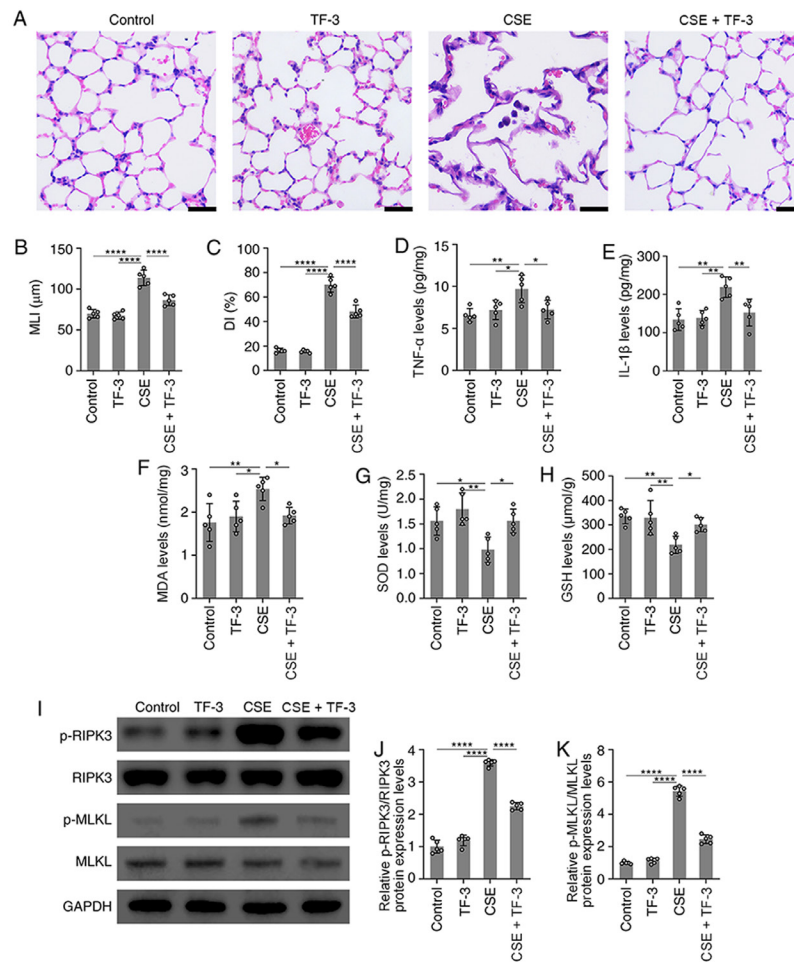 A
Control
TF-3
CSE
CSE + TF-3
B
MLI (μm)
150
100
50
0
**** ****
****
Control
TF-3
CSE
CSE + TF-3
C
DI (%)
100
80
60
40
20
0
**** ****
****
Control
TF-3
CSE
CSE + TF-3
D
TNF-α levels (pg/mg)
15
10
5
0
** *
*
Control
TF-3
CSE
CSE + TF-3
E
IL-1β levels (pg/mg)
300
200
100
0
** **
**
Control
TF-3
CSE
CSE + TF-3
F
MDA levels (nmol/mg)
3
2
1
0
** *
*
Control
TF-3
CSE
CSE + TF-3
G
SOD levels (U/mg)
2.0
1.5
1.0
1.5
0.0
* *
**
Control
TF-3
CSE
CSE + TF-3
H
GSH levels (μmol/g)
500
400
300
200
100
0
** *
**
Control
TF-3
CSE
CSE + TF-3
I
Control TF-3 CSE CSE + TF-3
p-RIPK3
RIPK3
p-MLKL
MLKL
GAPDH
J
Relative p-RIPK3/RIPK3
protein expression levels
4
2
1
0
**** ****
****
Control
TF-3
CSE
CSE + TF-3
K
Relative p-MLKL/MLKL
protein expression levels
8
6
4
2
0
**** ****
****
Control
TF-3
CSE
CSE + TF-3